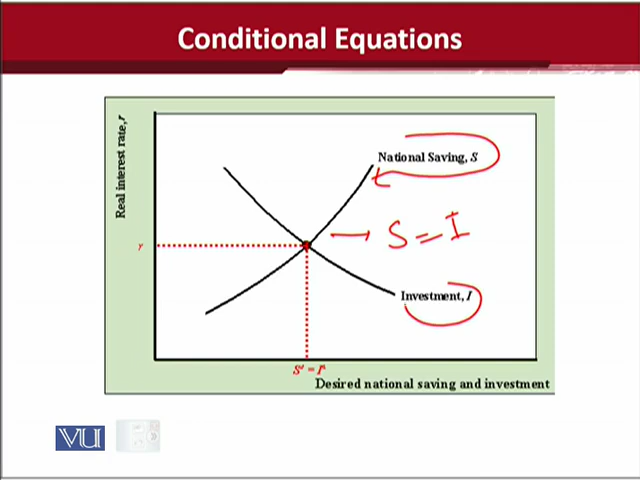 Conditional Equations
Real interest rate, r
National Saving, S
S = I
r
Investment, I
S* = I*
Desired national saving and investment
VU